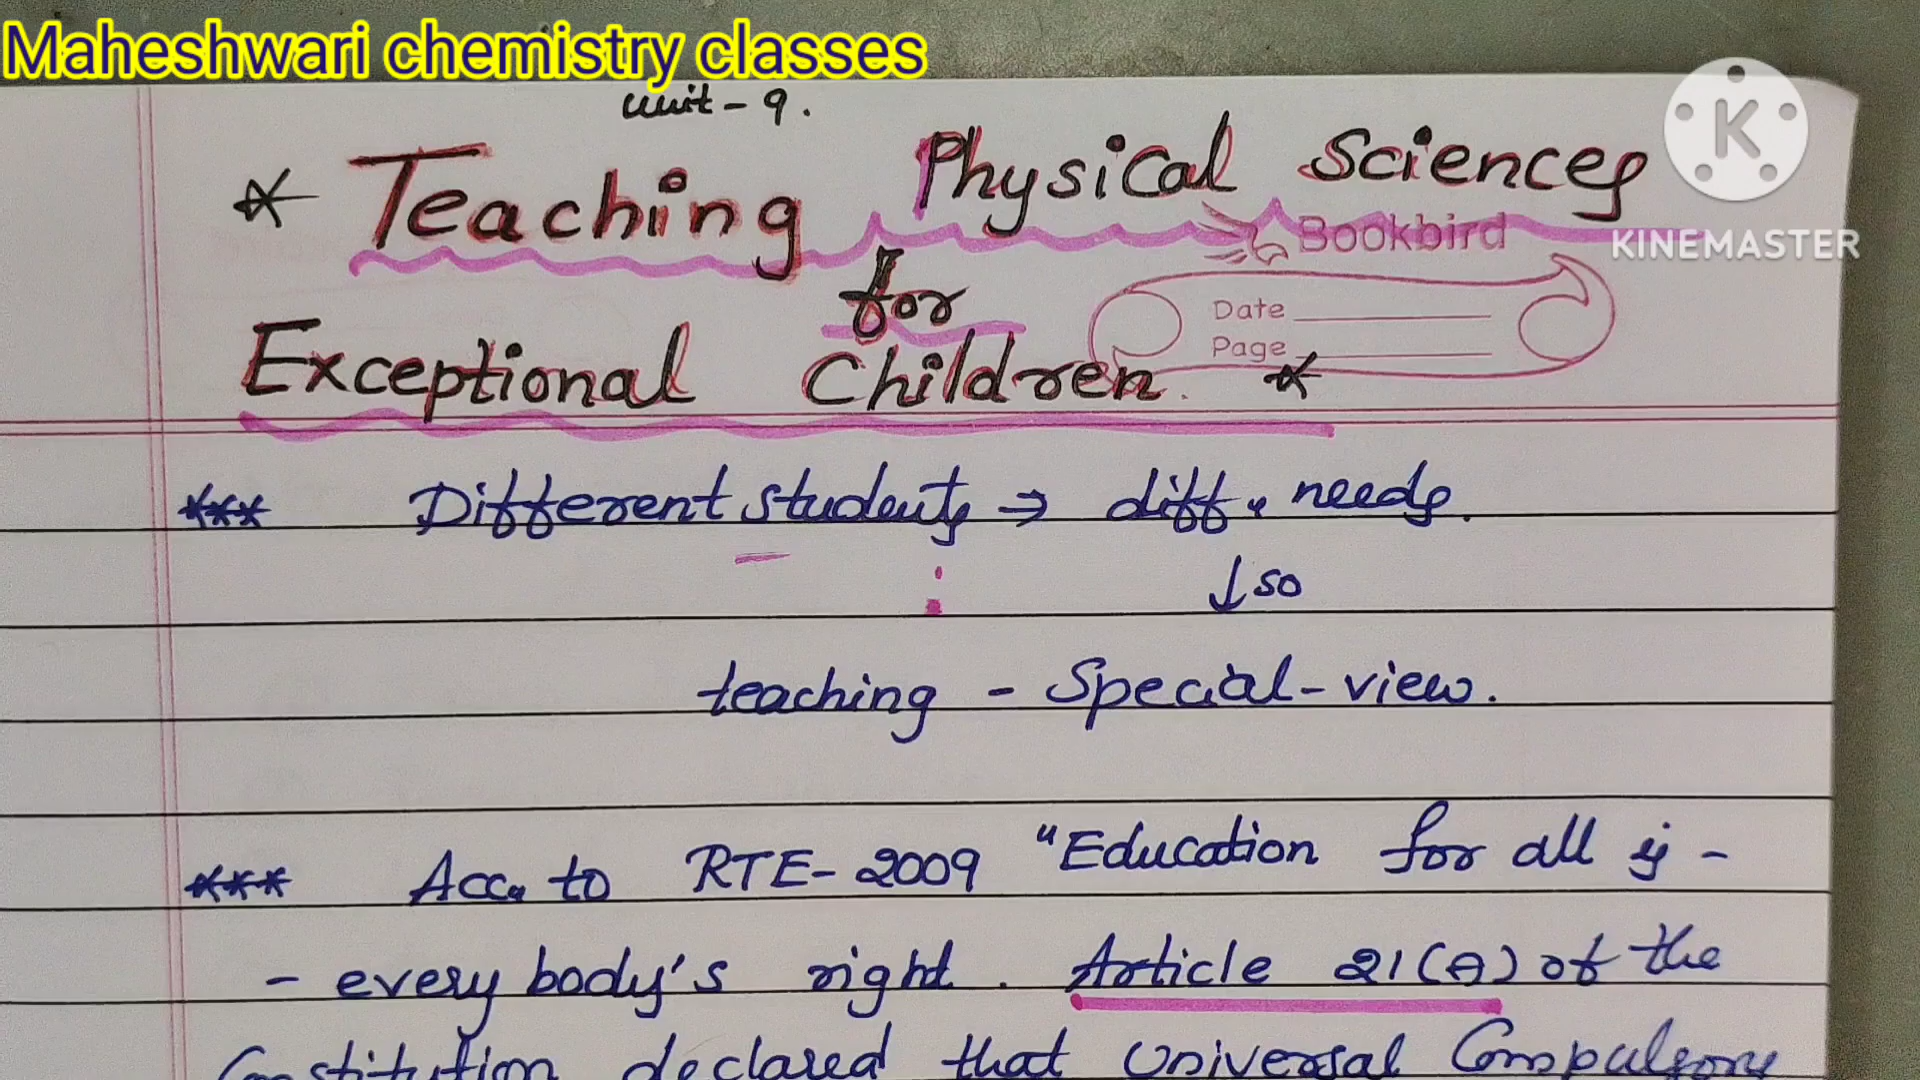 Maheshwari chemistry classes
unit - 9.
* Teaching Physical Sciences
Bookbird
KINEMASTER
for
Date
Page
Exceptional Children. *
*** Different students → diff. needs.
↓ so
teaching - Special-view.
*** Acc. to RTE-2009 "Education for all is -
- every body's right. Article 21(A) of the
Constitution declared that Universal Compulsory